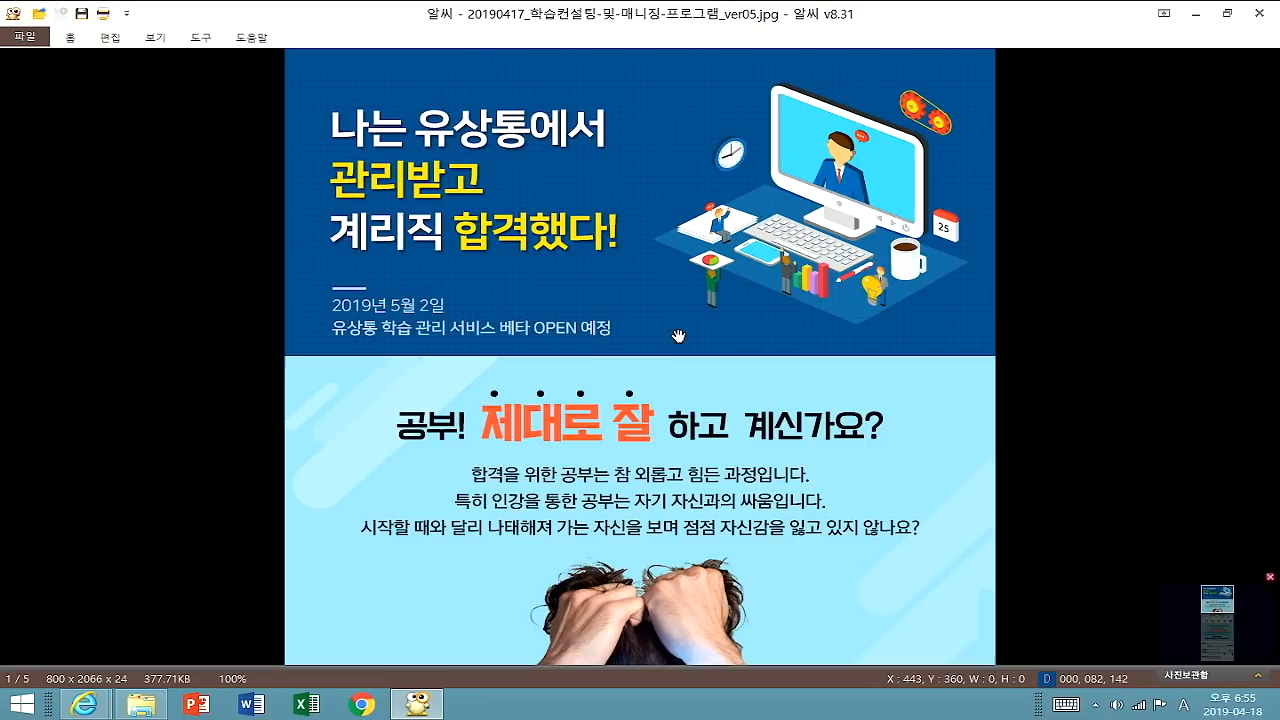 알씨 - 20190417_학습컨설팅-및-매니징-프로그램_ver05.jpg - 알씨 v8.31
파일 홈 편집 보기 도구 도움말
나는 유상통에서
관리받고
계리직 합격했다!
2019년 5월 2일
유상통 학습 관리 서비스 베타 OPEN 예정
25
공부! 제대로 잘 하고 계신가요?
합격을 위한 공부는 참 외롭고 힘든 과정입니다.
특히 인강을 통한 공부는 자기 자신과의 싸움입니다.
시작할 때와 달리 나태해져 가는 자신을 보며 점점 자신감을 잃고 있지 않나요?
1 / 5 800 x 2066 x 24 377.71KB 100% X : 443, Y : 360, W : 0, H : 0 D 000, 082, 142 사진보관함
오후 6:55
2019-04-18